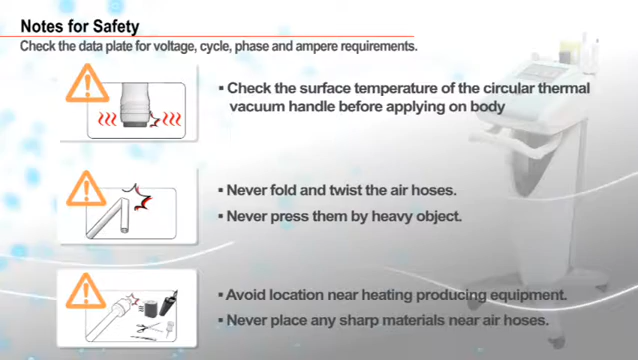 Notes for Safety
Check the data plate for voltage, cycle, phase and ampere requirements.
▪ Check the surface temperature of the circular thermal
vacuum handle before applying on body
▪ Never fold and twist the air hoses.
▪ Never press them by heavy object.
▪ Avoid location near heating producing equipment.
▪ Never place any sharp materials near air hoses.